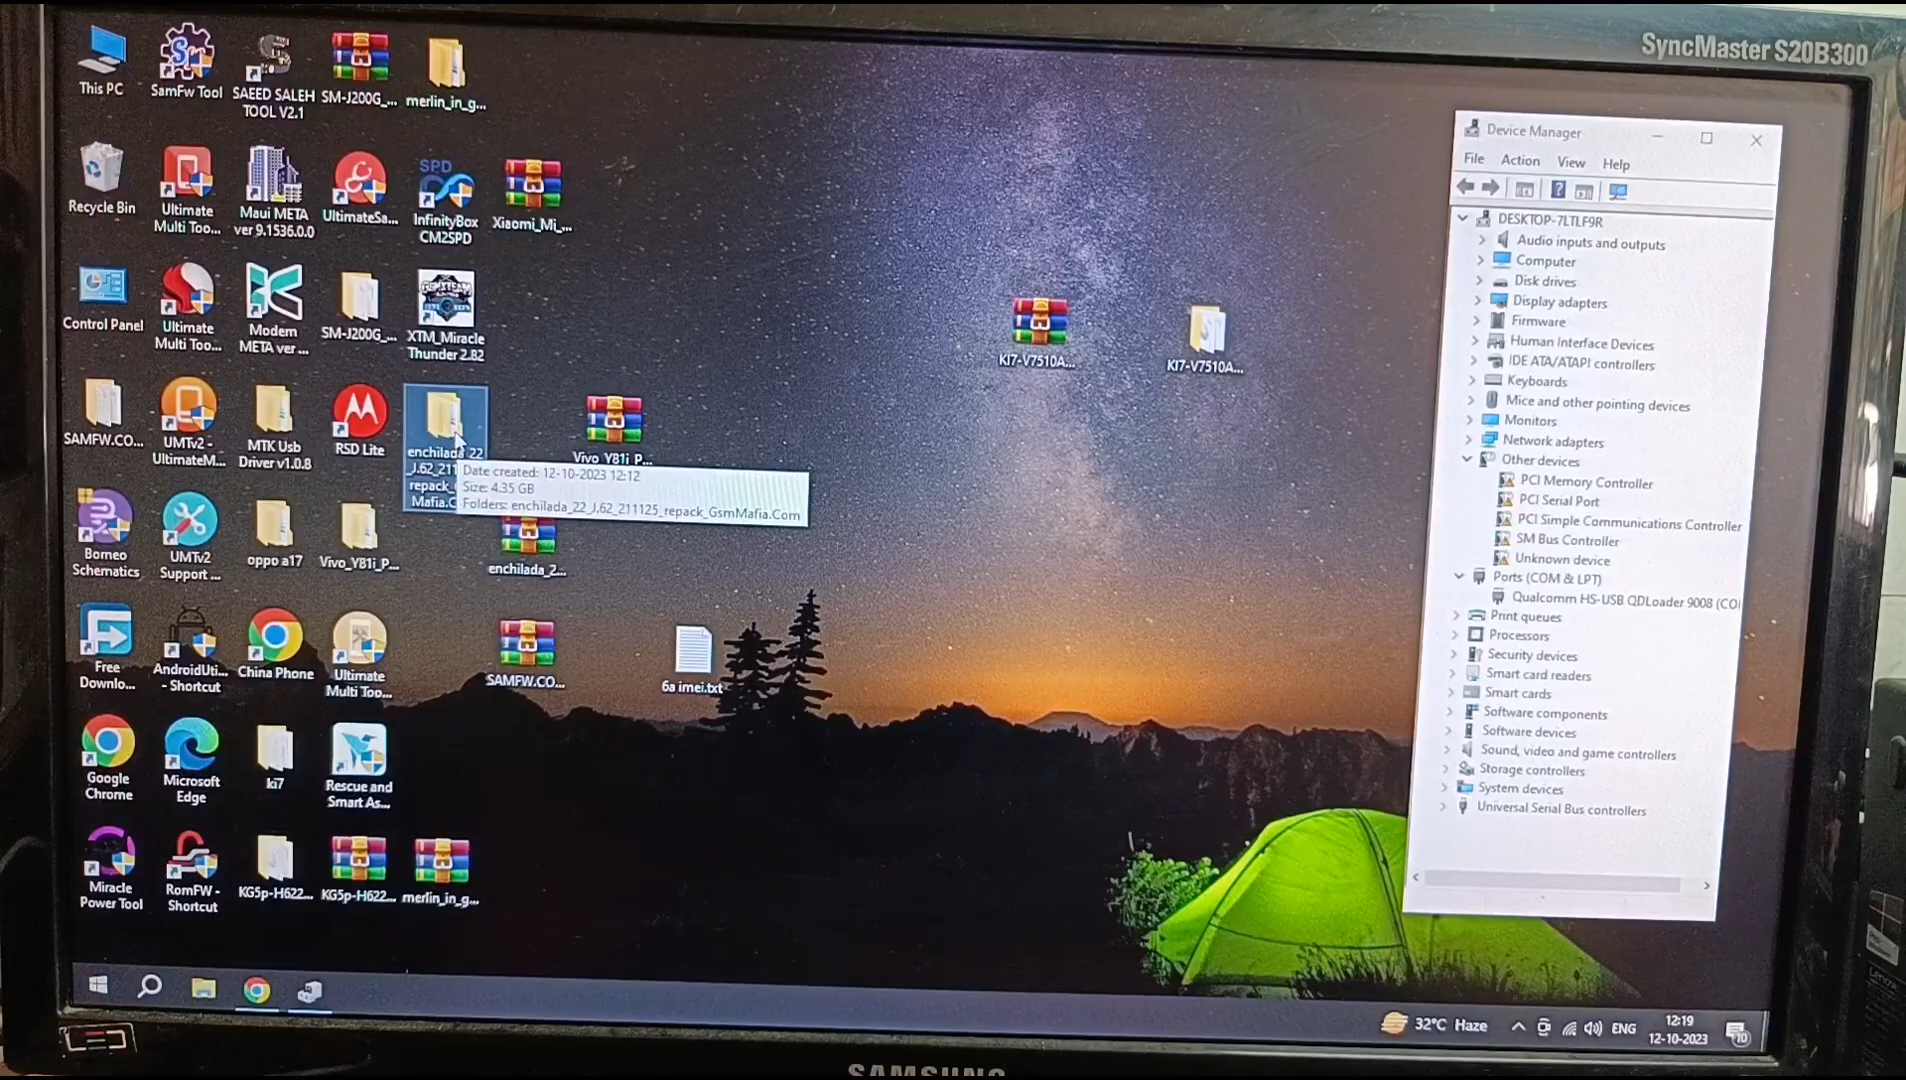 SyncMaster S20B300
This PC
SamFw Tool
SAEED SALEH
TOOL V2.1
SM-J200G_...
merlin_in_g...
Recycle Bin
Ultimate
Multi Too...
Maui META
ver 9.1536.0.0
UltimateSa...
SPD
InfinityBox
CM2SPD
Xiaomi_Mi_...
Control Panel
Ultimate
Multi Too...
Modem
META ver ...
SM-J200G_...
XTM_Miracle
Thunder 2.82
KI7-V7510A...
KI7-V7510A...
SAMFW.CO...
UMTv2 -
UltimateM...
MTK Usb
Driver v1.0.8
RSD Lite
enchilada_22
_J.62_211
repack_
Mafia.C
Vivo_Y81i_P...
Date created: 12-10-2023 12:12
Size: 4.35 GB
Folders: enchilada_22_J.62_211125_repack_GsmMafia.Com
Borneo
Schematics
UMTv2
Support ...
oppo a17
Vivo_Y81i_P...
enchilada_2...
Free
Downlo...
AndroidUti...
- Shortcut
China Phone
Ultimate
Multi Too...
SAMFW.CO...
6a imei.txt
Google
Chrome
Microsoft
Edge
ki7
Rescue and
Smart As...
Miracle
Power Tool
RomFW -
Shortcut
KG5p-H622...
KG5p-H622...
merlin_in_g...
Device Manager
File Action View Help
DESKTOP-7LTLF9R
Audio inputs and outputs
Computer
Disk drives
Display adapters
Firmware
Human Interface Devices
IDE ATA/ATAPI controllers
Keyboards
Mice and other pointing devices
Monitors
Network adapters
Other devices
PCI Memory Controller
PCI Serial Port
PCI Simple Communications Controller
SM Bus Controller
Unknown device
Ports (COM & LPT)
Qualcomm HS-USB QDLoader 9008 (CO
Print queues
Processors
Security devices
Smart card readers
Smart cards
Software components
Software devices
Sound, video and game controllers
Storage controllers
System devices
Universal Serial Bus controllers
32°C Haze
ENG
12:19
12-10-2023
10
SAMSUNG